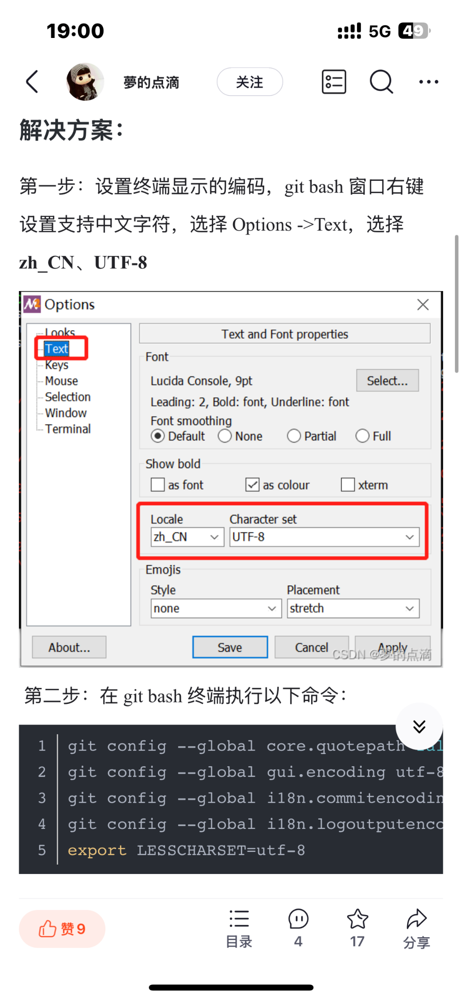 19:00
5G 49
夢的点滴
关注
解决方案：
第一步：设置终端显示的编码，git bash 窗口右键
设置支持中文字符，选择 Options ->Text，选择
zh_CN、UTF-8
Options
Looks
Text
Keys
Mouse
Selection
Window
Terminal
Text and Font properties
Font
Lucida Console, 9pt
Select...
Leading: 2, Bold: font, Underline: font
Font smoothing
Default None Partial Full
Show bold
as font as colour xterm
Locale Character set
zh_CN UTF-8
Emojis
Style Placement
none stretch
About... Save Cancel Apply
CSDN @夢的点滴
第二步：在 git bash 终端执行以下命令：
1 git config --global core.quotepath
2 git config --global gui.encoding utf-8
3 git config --global i18n.commitencodin
4 git config --global i18n.logoutputenco
5 export LESSCHARSET=utf-8
赞 9
目录
4
17
分享